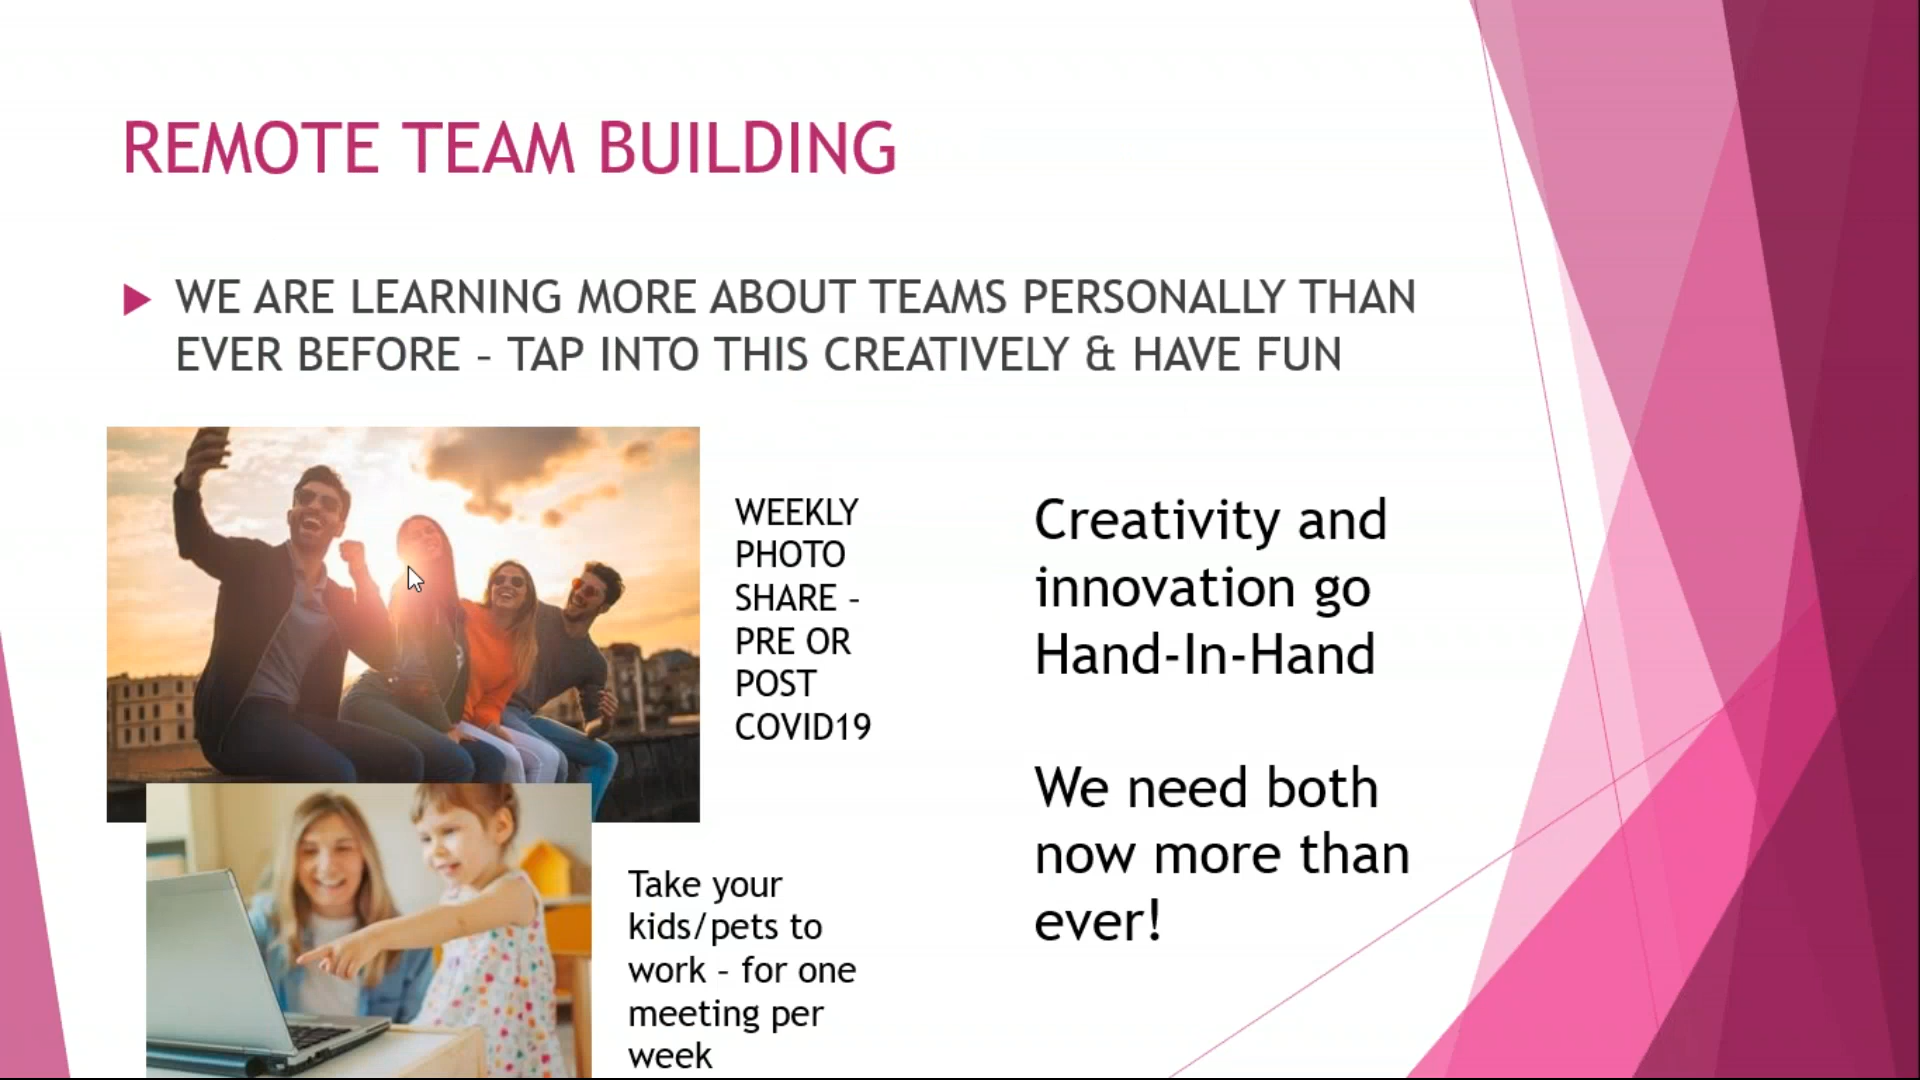 REMOTE TEAM BUILDING
WE ARE LEARNING MORE ABOUT TEAMS PERSONALLY THAN
EVER BEFORE – TAP INTO THIS CREATIVELY & HAVE FUN
WEEKLY
PHOTO
SHARE –
PRE OR
POST
COVID19
Take your
kids/pets to
work – for one
meeting per
week
Creativity and
innovation go
Hand-In-Hand
We need both
now more than
ever!